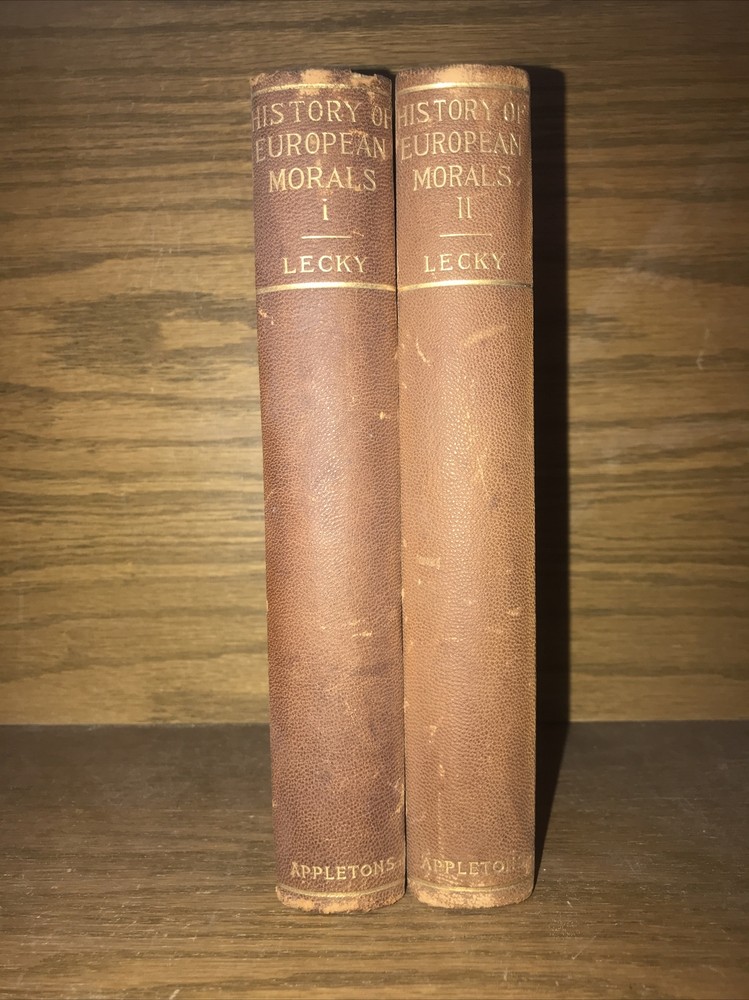 HISTORY OF
EUROPEAN
MORALS
i
LECKY
APPLETONS
HISTORY OF
EUROPEAN
MORALS
II
LECKY
APPLETONS